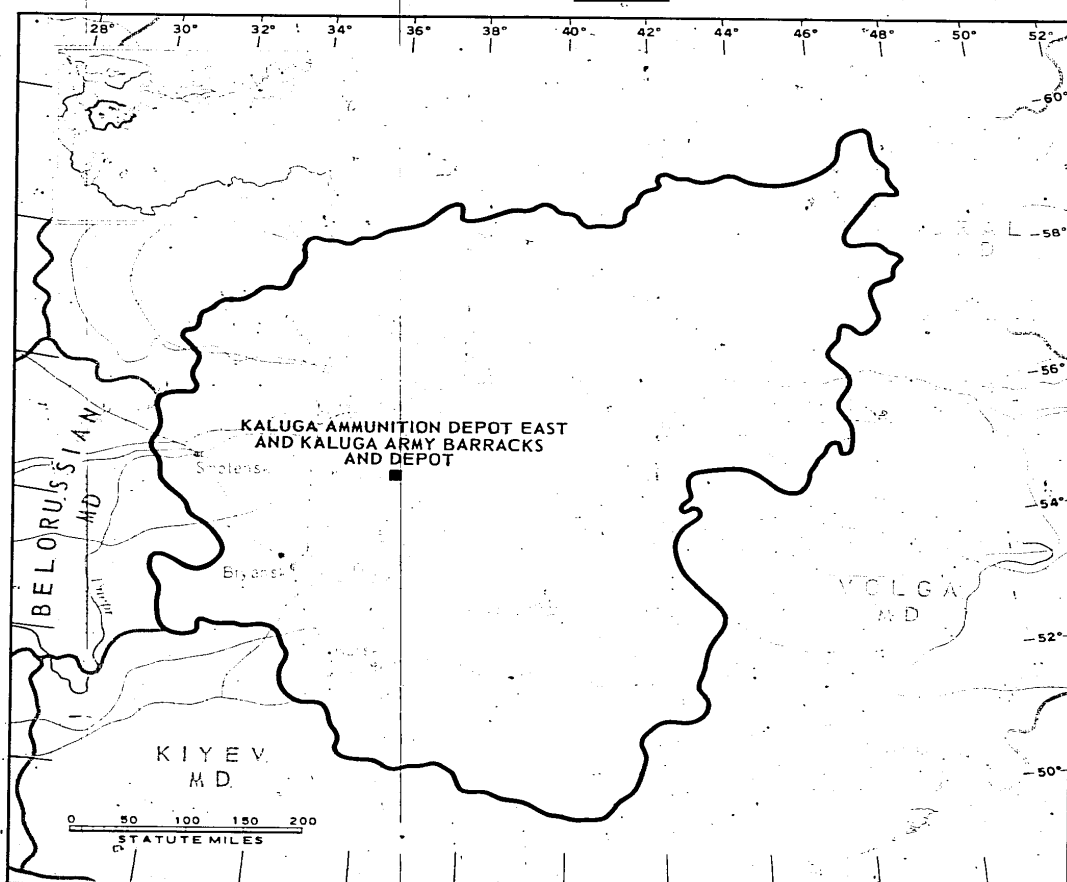 28° 30° 32° 34° 36° 38° 40° 42° 44° 46° 48° 50° 52°
60°
58°
56°
54°
52°
50°
KALUGA AMMUNITION DEPOT EAST
AND KALUGA ARMY BARRACKS
AND DEPOT
BELORUSSIAN
MD
Bryansk
VOLGA
MD
KIYEV
MD
0 50 100 150 200
STATUTE MILES